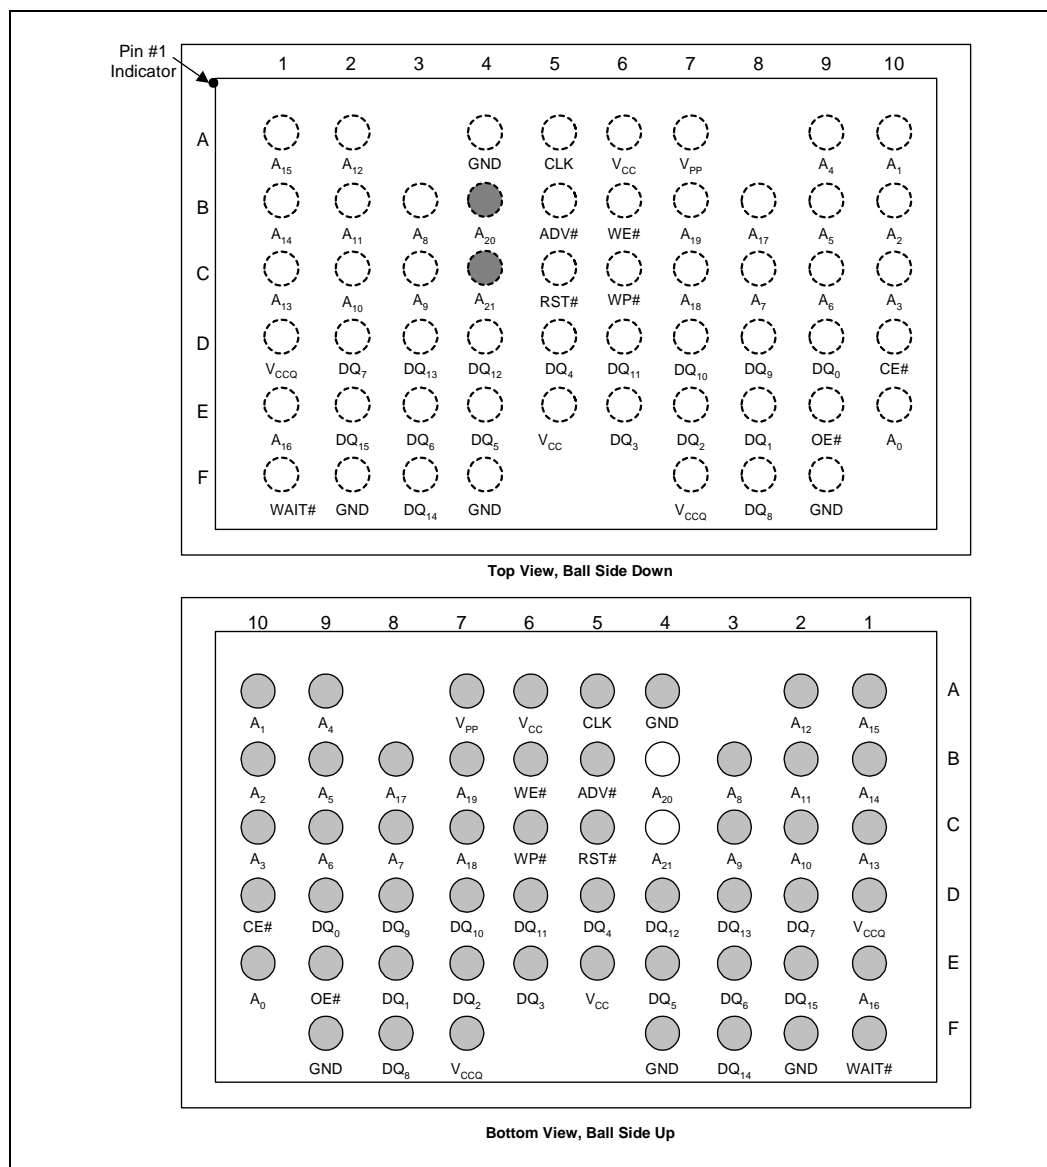 Pin #1
Indicator
1 2 3 4 5 6 7 8 9 10
A
A15 A12 GND CLK VCC VPP A4 A1
B
A14 A11 A8 A20 ADV# WE# A19 A17 A5 A2
C
A13 A10 A9 A21 RST# WP# A18 A7 A6 A3
D
VCCQ DQ7 DQ13 DQ12 DQ4 DQ11 DQ10 DQ9 DQ0 CE#
E
A16 DQ15 DQ6 DQ5 VCC DQ3 DQ2 DQ1 OE# A0
F
WAIT# GND DQ14 GND VCCQ DQ8 GND
Top View, Ball Side Down
10 9 8 7 6 5 4 3 2 1
A
A1 A4 VPP VCC CLK GND A12 A15
B
A2 A5 A17 A19 WE# ADV# A20 A8 A11 A14
C
A3 A6 A7 A18 WP# RST# A21 A9 A10 A13
D
CE# DQ0 DQ9 DQ10 DQ11 DQ4 DQ12 DQ13 DQ7 VCCQ
E
A0 OE# DQ1 DQ2 DQ3 VCC DQ5 DQ6 DQ15 A16
F
GND DQ8 VCCQ GND DQ14 GND WAIT#
Bottom View, Ball Side Up